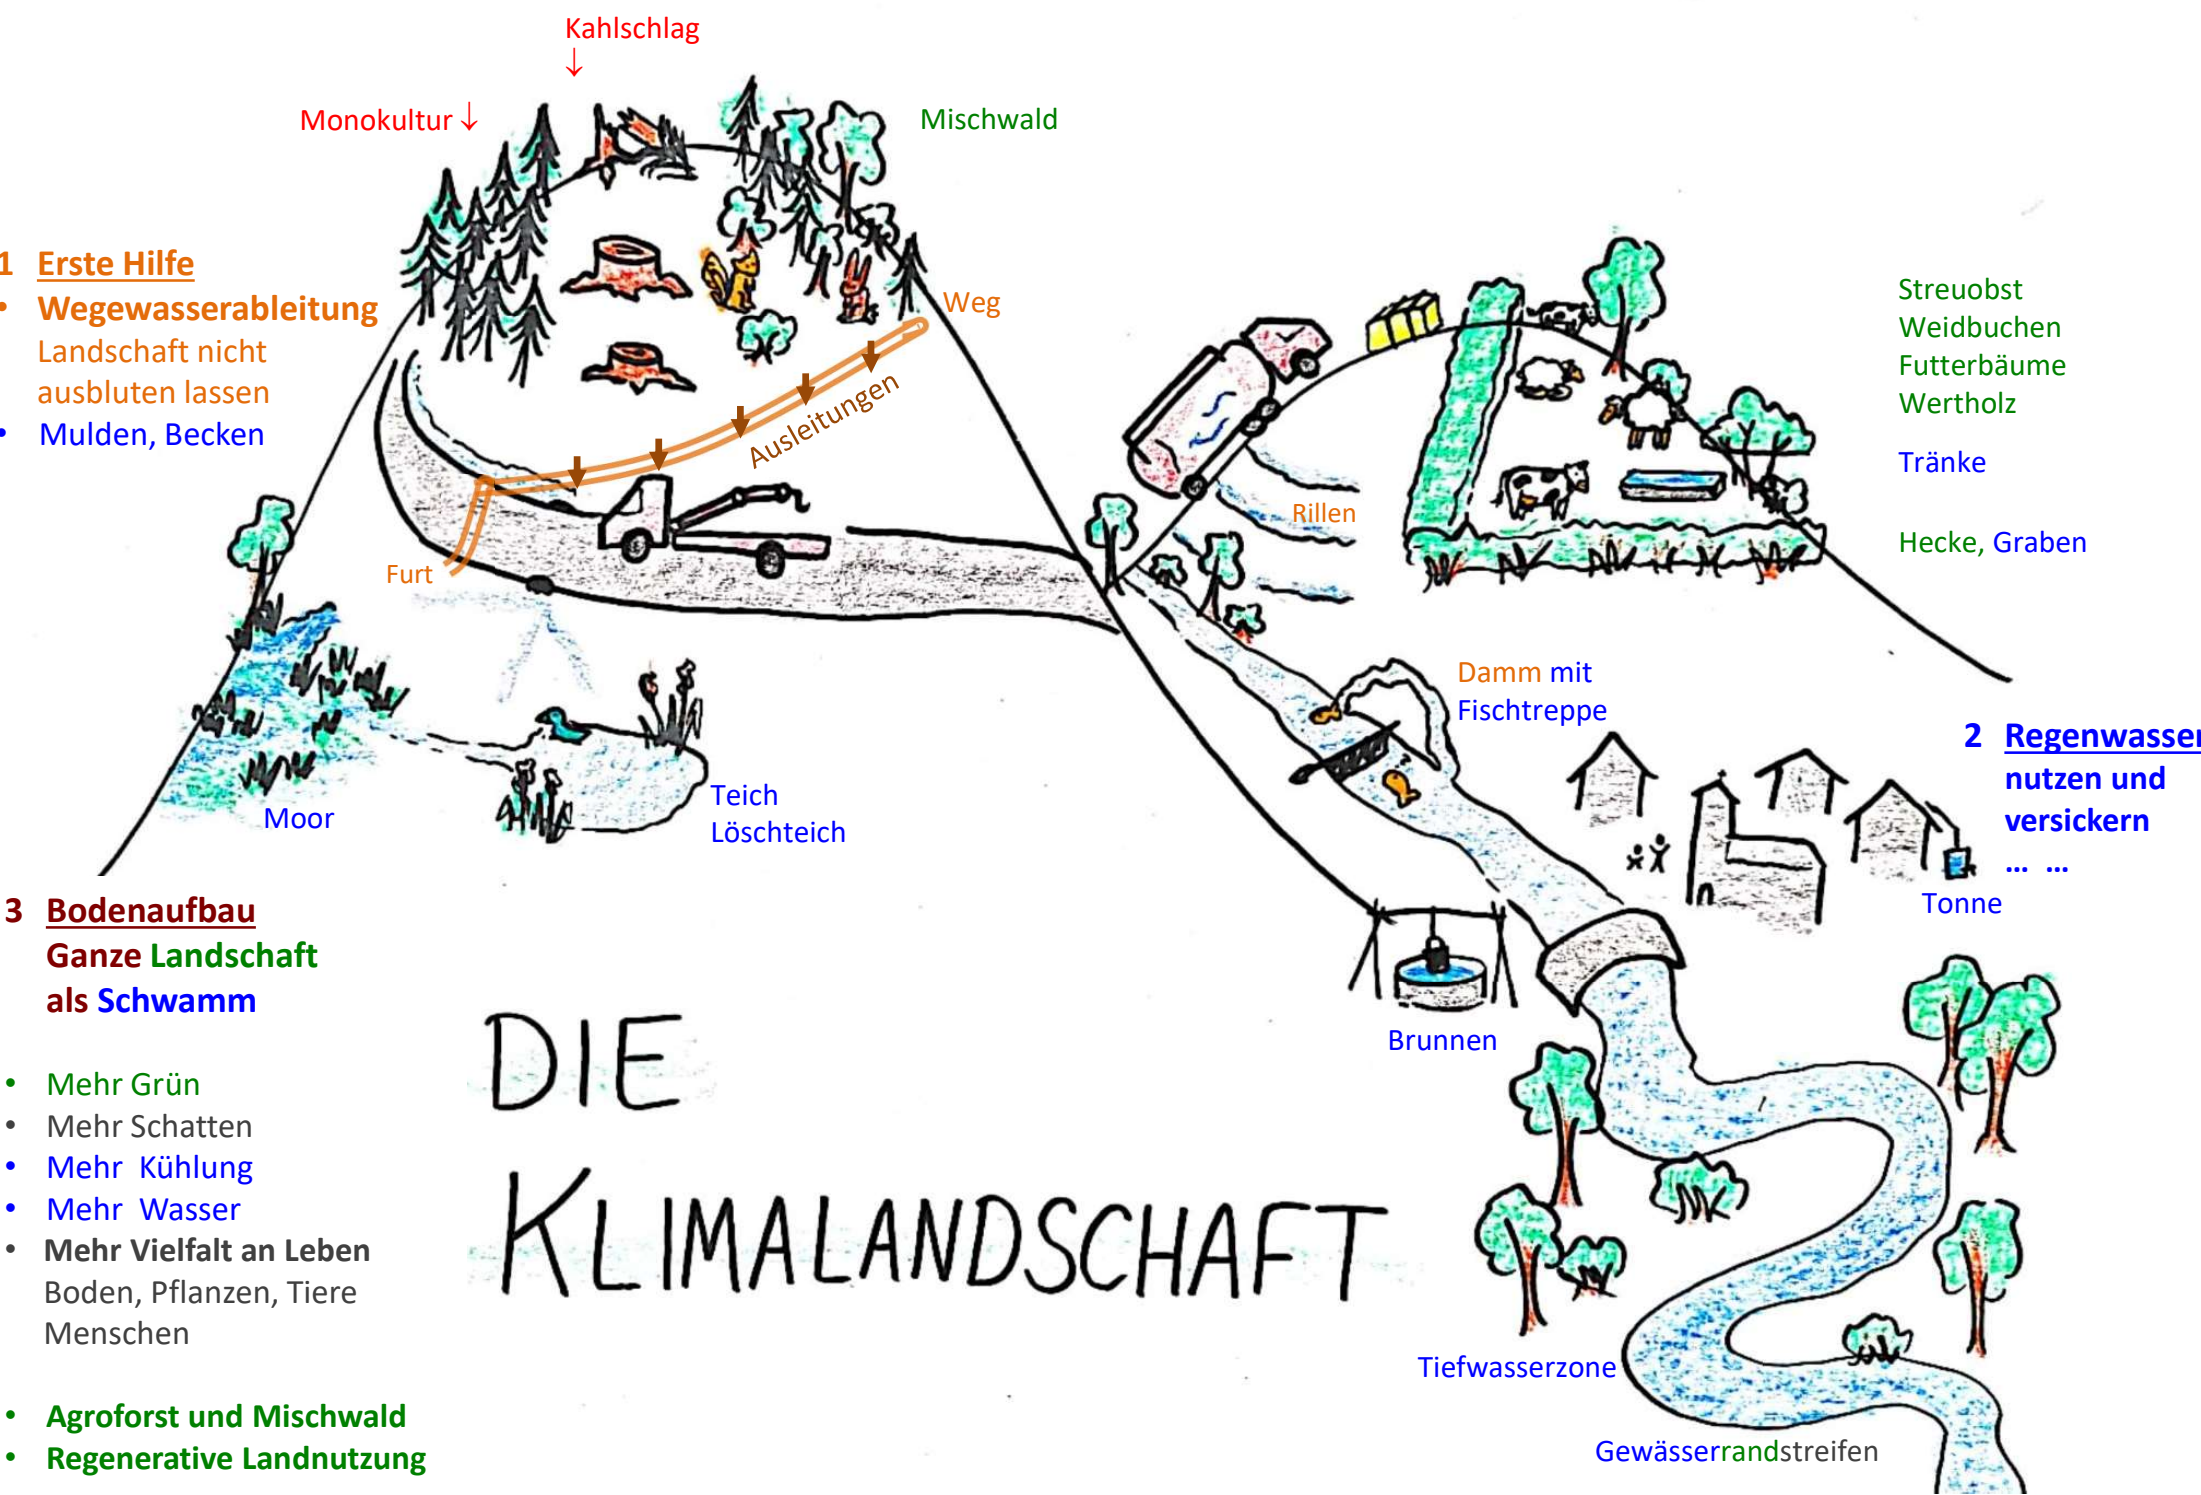 Kahlschlag
↓
Monokultur ↓
Mischwald
1 Erste Hilfe
• Wegewasserableitung
Landschaft nicht
ausbluten lassen
• Mulden, Becken
Weg
Ausleitungen
Furt
Rillen
Streuobst
Weidbuchen
Futterbäume
Wertholz
Tränke
Hecke, Graben
Damm mit
Fischtreppe
Moor
Teich
Löschteich
2 Regenwasser
nutzen und
versickern
... ...
Tonne
Brunnen
3 Bodenaufbau
Ganze Landschaft
als Schwamm
• Mehr Grün
• Mehr Schatten
• Mehr Kühlung
• Mehr Wasser
• Mehr Vielfalt an Leben
Boden, Pflanzen, Tiere
Menschen
• Agroforst und Mischwald
• Regenerative Landnutzung
DIE
KLIMALANDSCHAFT
Tiefwasserzone
Gewässerrandstreifen